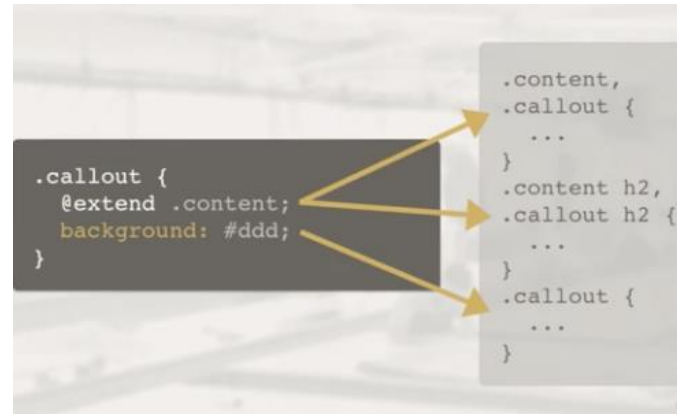 .callout {
@extend .content;
background: #ddd;
}
.content,
.callout {
...
}
.content h2,
.callout h2 {
...
}
.callout {
...
}